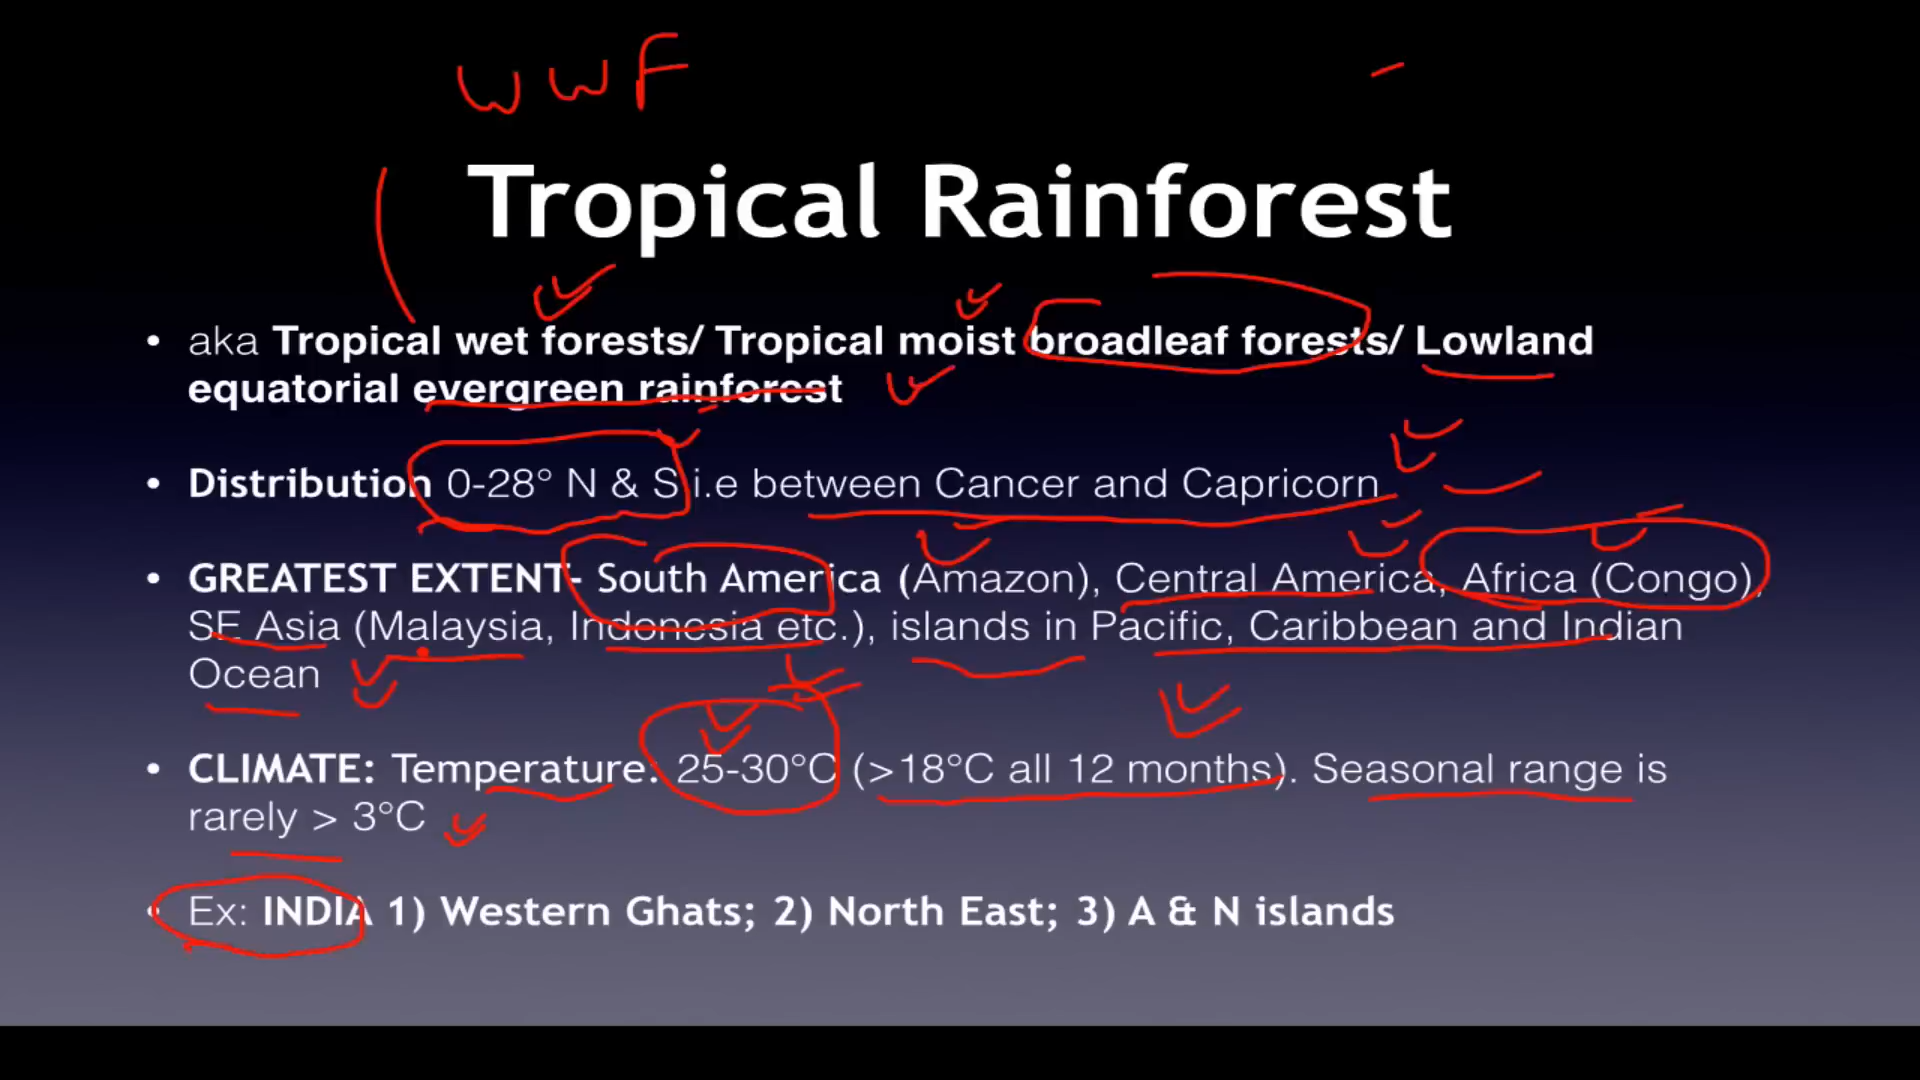 WWF
Tropical Rainforest
• aka Tropical wet forests/ Tropical moist broadleaf forests/ Lowland
equatorial evergreen rainforest
• Distribution 0-28° N & S i.e between Cancer and Capricorn
• GREATEST EXTENT- South America (Amazon), Central America, Africa (Congo),
SE Asia (Malaysia, Indonesia etc.), islands in Pacific, Caribbean and Indian
Ocean
• CLIMATE: Temperature: 25-30°C (>18°C all 12 months). Seasonal range is
rarely > 3°C
• Ex: INDIA 1) Western Ghats; 2) North East; 3) A & N islands